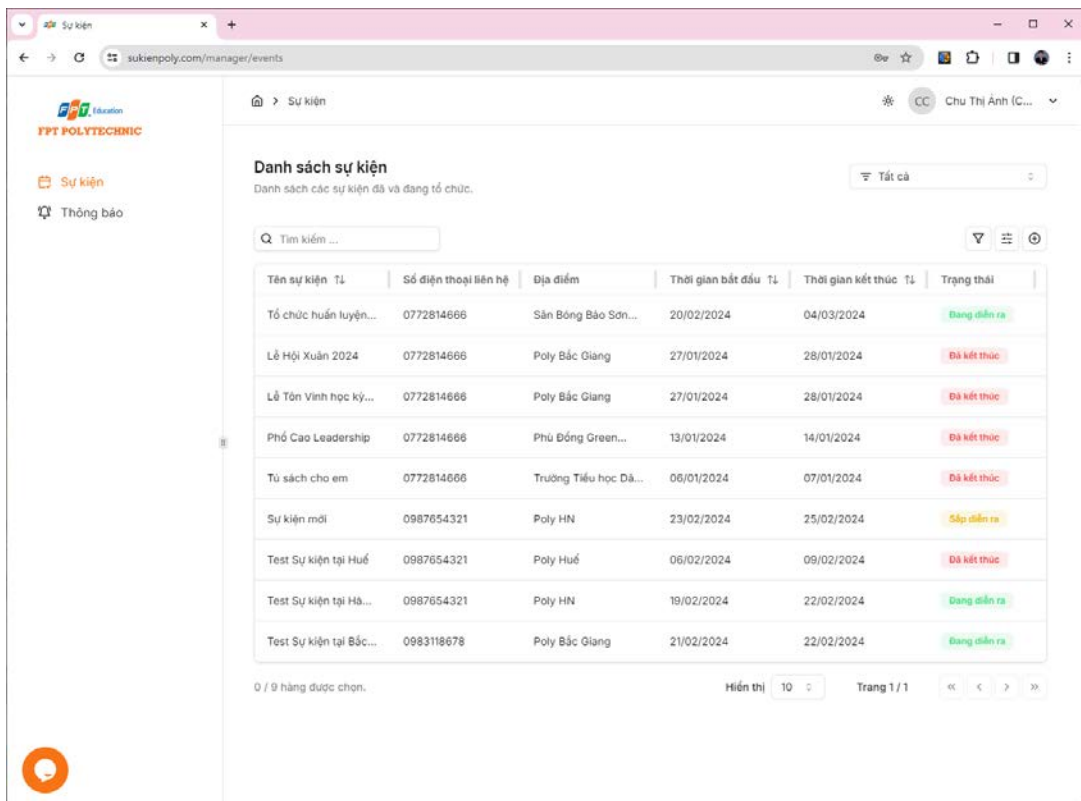 Sự kiện
sukienpoly.com/manager/events
FPT Education
FPT POLYTECHNIC
Sự kiện
Thông báo
Sự kiện
CC Chu Thị Ánh (C...
Danh sách sự kiện
Danh sách các sự kiện đã và đang tổ chức.
Tất cả
Tìm kiếm ...
Tên sự kiện Số điện thoại liên hệ Địa điểm Thời gian bắt đầu Thời gian kết thúc Trạng thái
Tổ chức huấn luyện... 0772814666 Sân Bóng Bảo Sơn... 20/02/2024 04/03/2024 Đang diễn ra
Lễ Hội Xuân 2024 0772814666 Poly Bắc Giang 27/01/2024 28/01/2024 Đã kết thúc
Lễ Tôn Vinh học kỳ... 0772814666 Poly Bắc Giang 27/01/2024 28/01/2024 Đã kết thúc
Phố Cao Leadership 0772814666 Phù Đổng Green... 13/01/2024 14/01/2024 Đã kết thúc
Tủ sách cho em 0772814666 Trường Tiểu học Dâ... 06/01/2024 07/01/2024 Đã kết thúc
Sự kiện mới 0987654321 Poly HN 23/02/2024 25/02/2024 Sắp diễn ra
Test Sự kiện tại Huế 0987654321 Poly Huế 06/02/2024 09/02/2024 Đã kết thúc
Test Sự kiện tại Hà... 0987654321 Poly HN 19/02/2024 22/02/2024 Đang diễn ra
Test Sự kiện tại Bắc... 0983118678 Poly Bắc Giang 21/02/2024 22/02/2024 Đang diễn ra
0 / 9 hàng được chọn. Hiển thị 10 Trang 1 / 1